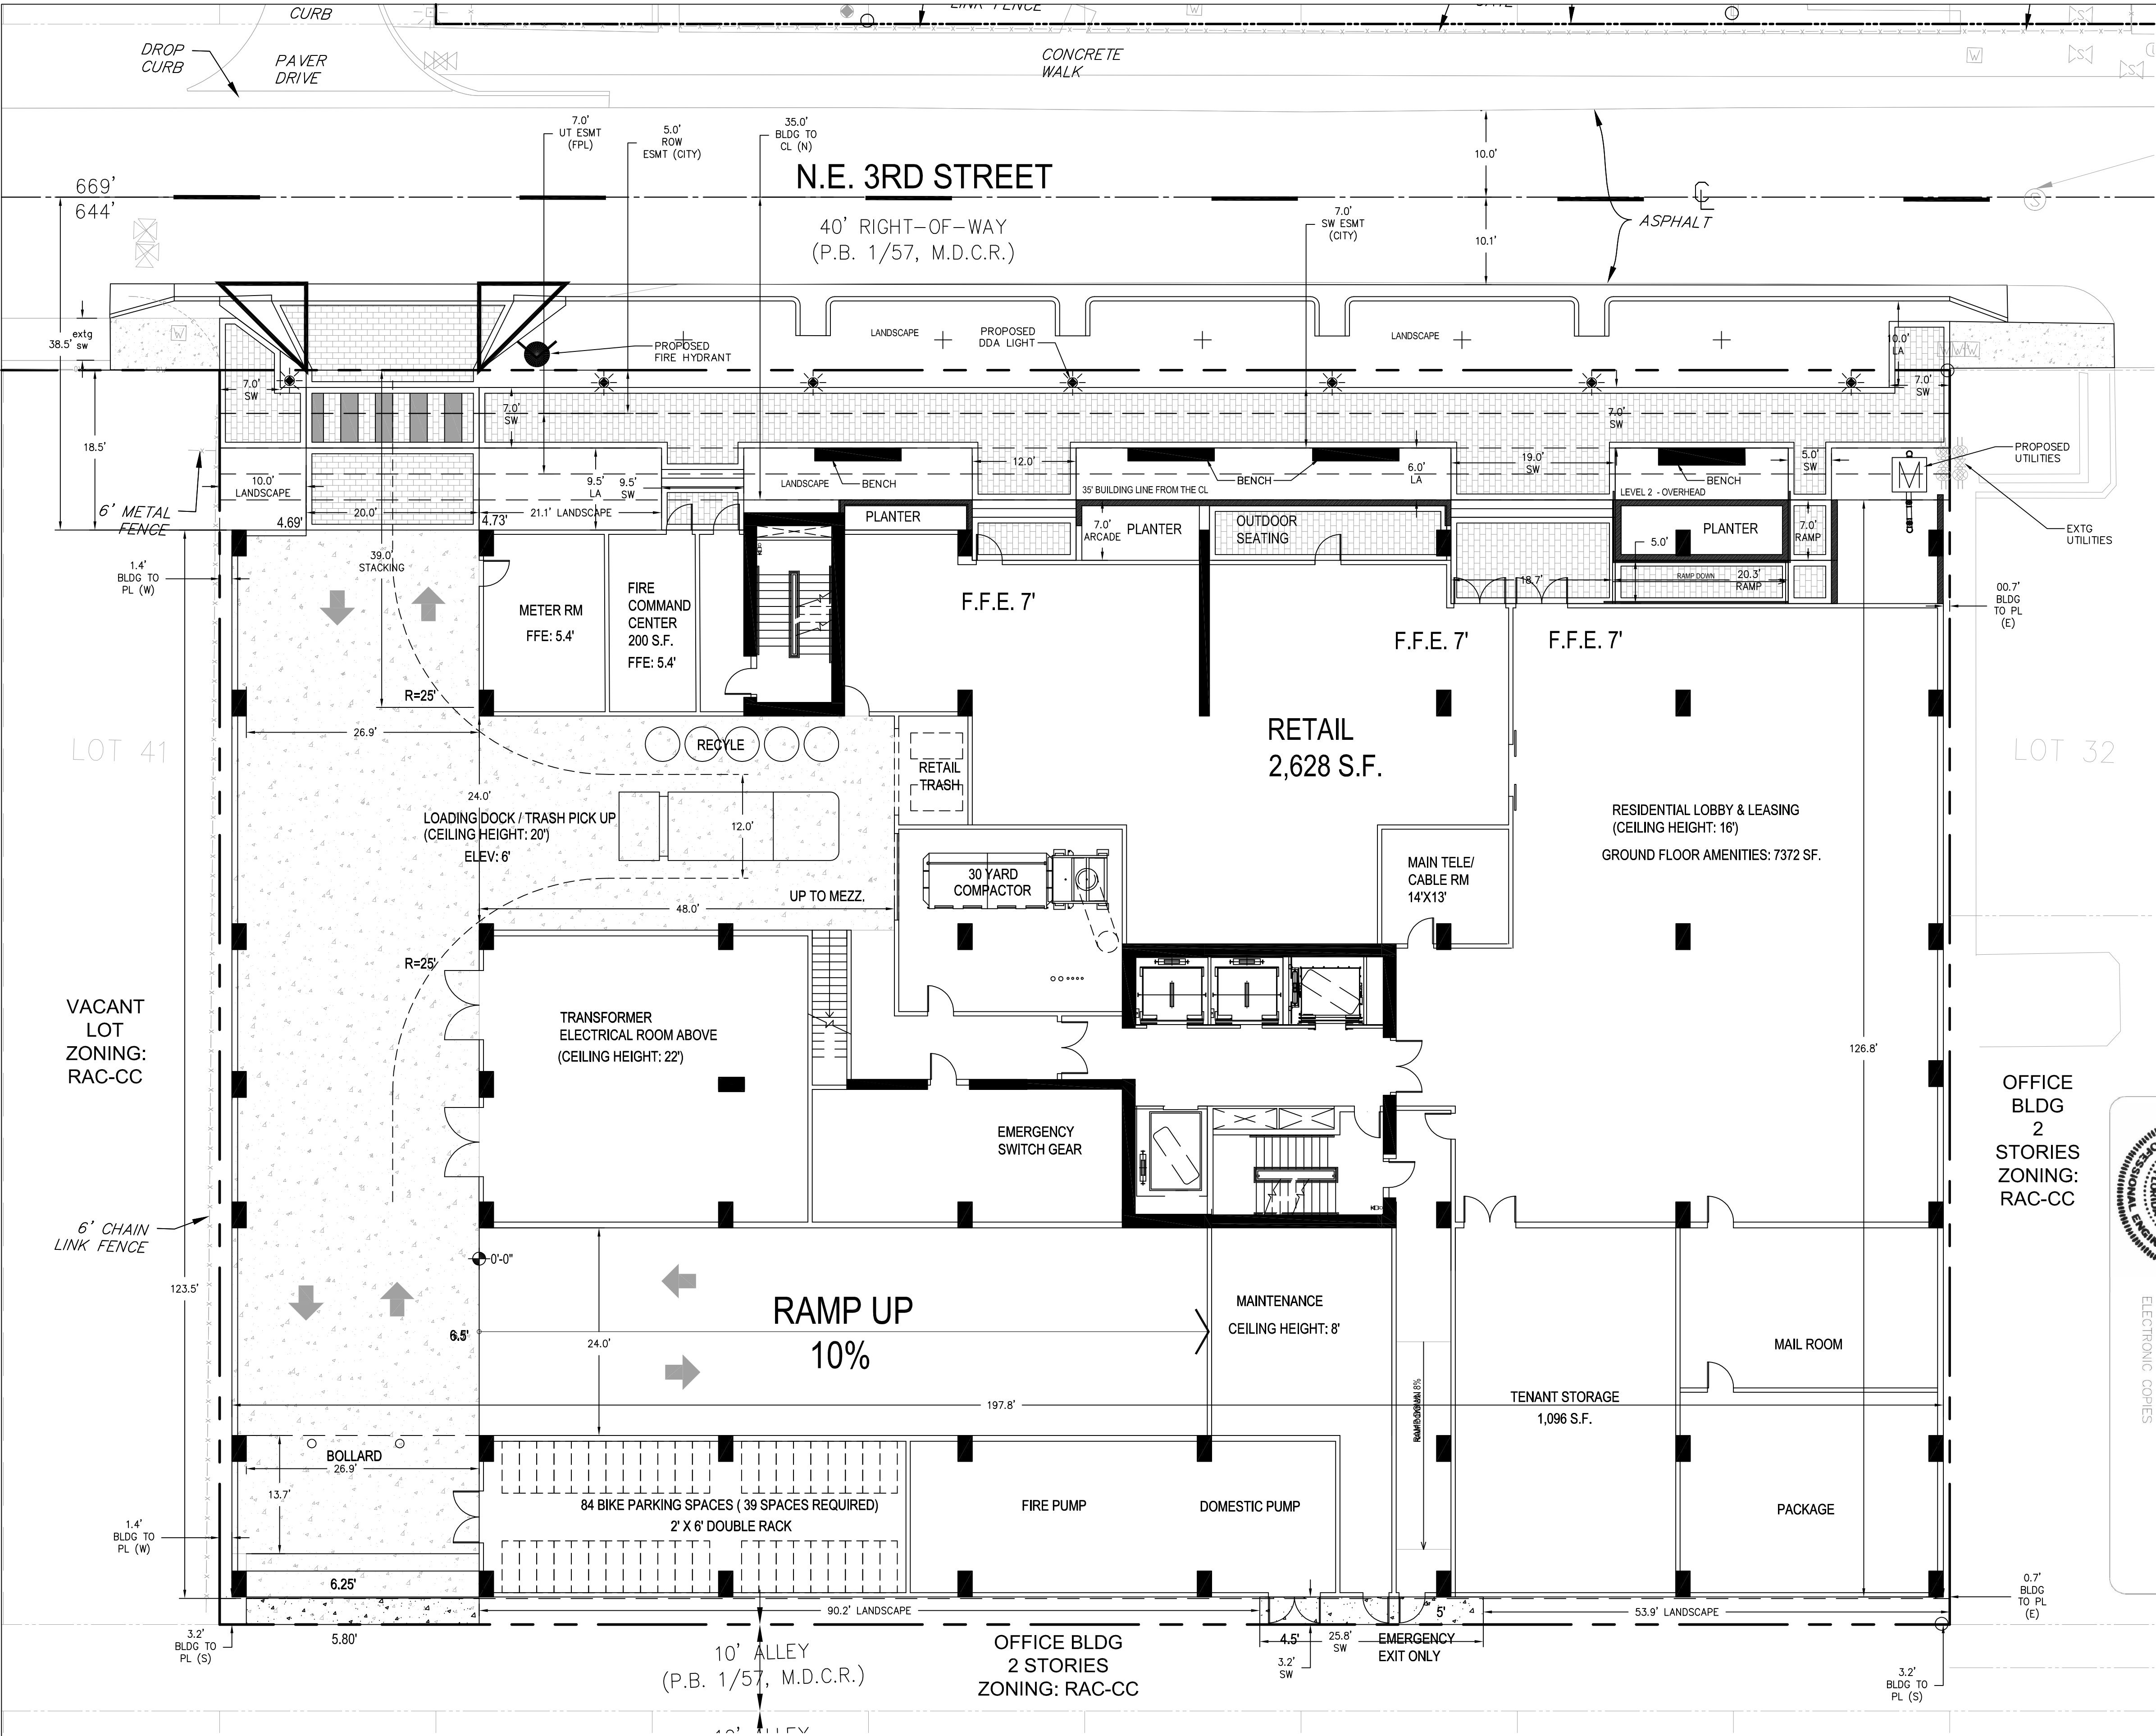 CURB
LINK FENCE
DROP
CURB
PAVER
DRIVE
CONCRETE
WALK
W
7.0'
UT ESMT
(FPL)
5.0'
ROW
ESMT (CITY)
35.0'
BLDG TO
CL (N)
10.0'
N.E. 3RD STREET
669'
644'
40' RIGHT-OF-WAY
(P.B. 1/57, M.D.C.R.)
7.0'
SW ESMT
(CITY)
10.1'
CL
ASPHALT
S
extg
sw
38.5'
W
LANDSCAPE
PROPOSED
DDA LIGHT
LANDSCAPE
PROPOSED
FIRE HYDRANT
10.0'
LA
W W W
7.0'
SW
7.0'
SW
7.0'
SW
7.0'
SW
18.5'
10.0'
LANDSCAPE
12.0'
19.0'
SW
5.0'
SW
PROPOSED
UTILITIES
6' METAL
FENCE
9.5'
LA
9.5'
SW
LANDSCAPE
BENCH
BENCH
6.0'
LA
BENCH
35' BUILDING LINE FROM THE CL
LEVEL 2 - OVERHEAD
4.69'
20.0'
4.73'
21.1' LANDSCAPE
PLANTER
7.0'
ARCADE
PLANTER
OUTDOOR
SEATING
PLANTER
7.0'
RAMP
EXTG
UTILITIES
39.0'
STACKING
5.0'
1.4'
BLDG TO
PL (W)
18.7'
RAMP DOWN
20.3'
RAMP
METER RM
FFE: 5.4'
FIRE
COMMAND
CENTER
200 S.F.
FFE: 5.4'
F.F.E. 7'
F.F.E. 7'
F.F.E. 7'
00.7'
BLDG
TO PL
(E)
R=25'
26.9'
LOT 41
RECYLE
RETAIL
TRASH
RETAIL
2,628 S.F.
LOT 32
24.0'
LOADING DOCK / TRASH PICK UP
(CEILING HEIGHT: 20')
ELEV: 6'
12.0'
RESIDENTIAL LOBBY & LEASING
(CEILING HEIGHT: 16')
GROUND FLOOR AMENITIES: 7372 SF.
30 YARD
COMPACTOR
MAIN TELE/
CABLE RM
14'X13'
UP TO MEZZ.
48.0'
R=25'
VACANT
LOT
ZONING:
RAC-CC
TRANSFORMER
ELECTRICAL ROOM ABOVE
(CEILING HEIGHT: 22')
126.8'
OFFICE
BLDG
2
STORIES
ZONING:
RAC-CC
EMERGENCY
SWITCH GEAR
6' CHAIN
LINK FENCE
0'-0"
123.5'
RAMP UP
10%
6.5'
24.0'
MAINTENANCE
CEILING HEIGHT: 8'
MAIL ROOM
ELECTRONIC COPIES
197.8'
TENANT STORAGE
1,096 S.F.
BOLLARD
26.9'
13.7'
84 BIKE PARKING SPACES ( 39 SPACES REQUIRED)
2' X 6' DOUBLE RACK
FIRE PUMP
DOMESTIC PUMP
PACKAGE
1.4'
BLDG TO
PL (W)
6.25'
90.2' LANDSCAPE
5'
53.9' LANDSCAPE
0.7'
BLDG
TO PL
(E)
3.2'
BLDG TO
PL (S)
5.80'
10' ALLEY
(P.B. 1/57, M.D.C.R.)
OFFICE BLDG
2 STORIES
ZONING: RAC-CC
4.5'
25.8'
SW
3.2'
SW
EMERGENCY
EXIT ONLY
3.2'
BLDG TO
PL (S)